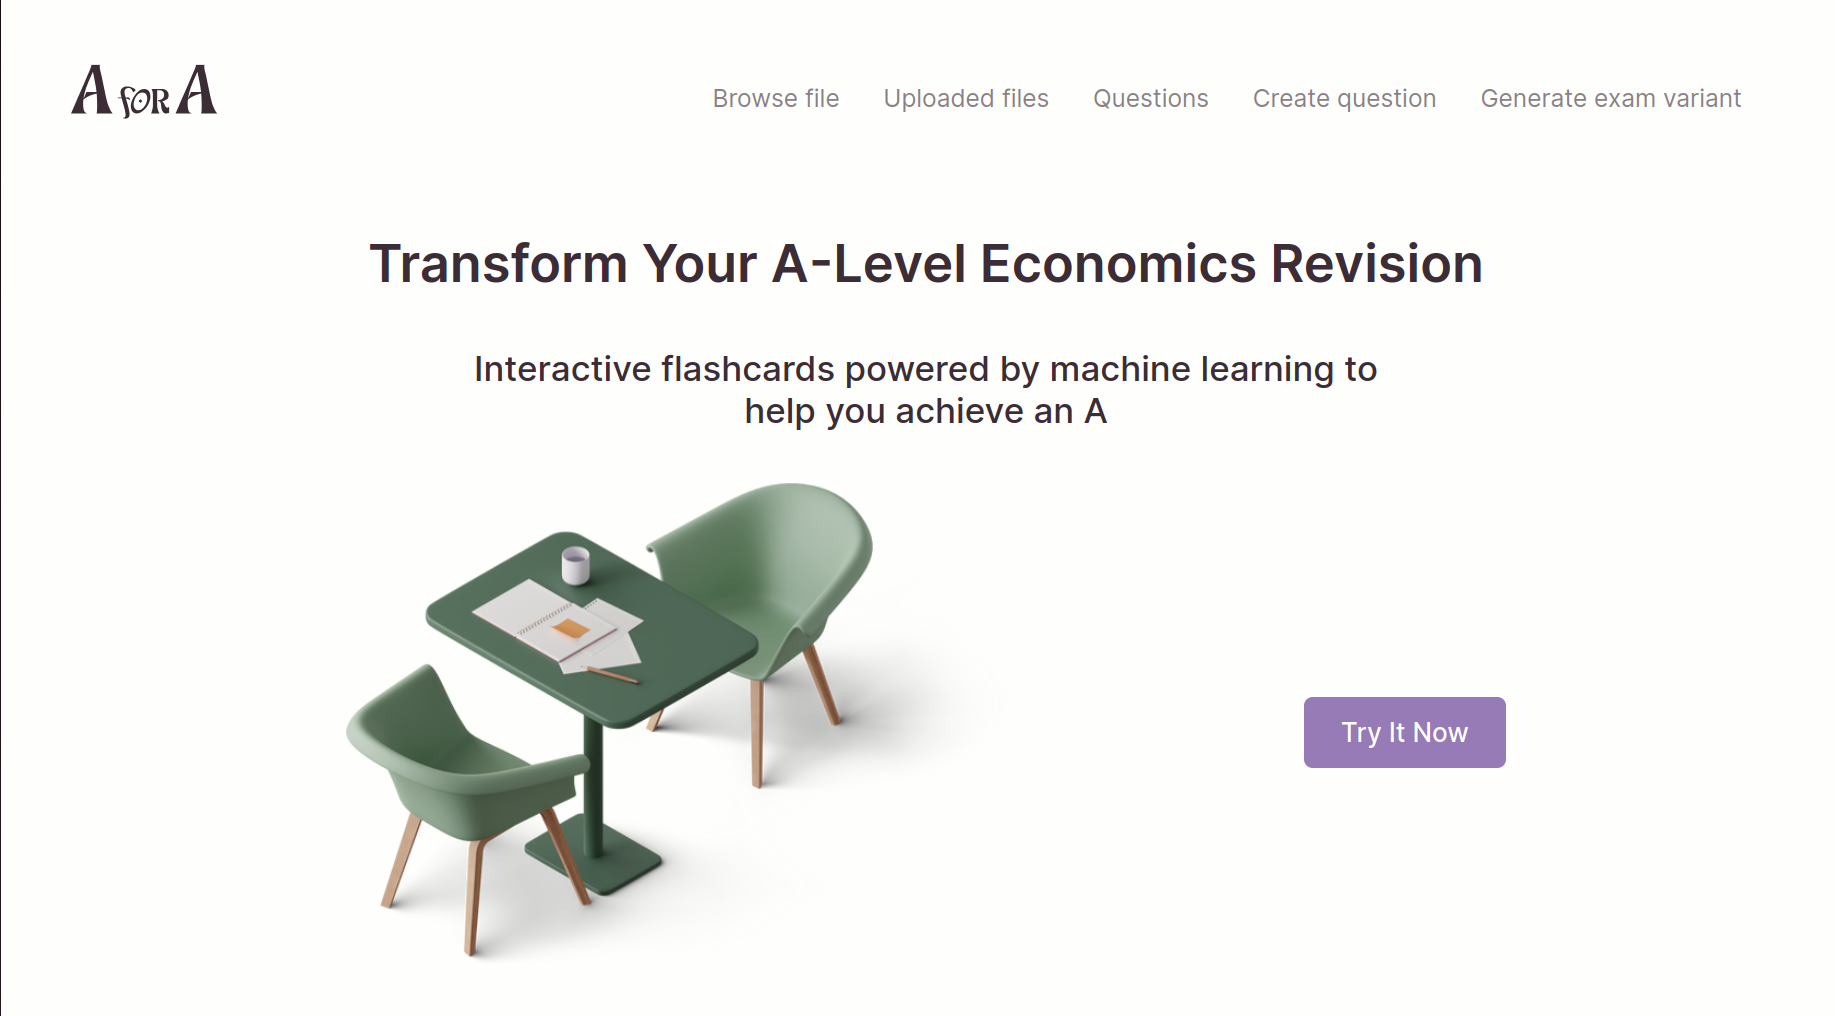 A for A
Browse file Uploaded files Questions Create question Generate exam variant
Transform Your A-Level Economics Revision
Interactive flashcards powered by machine learning to
help you achieve an A
Try It Now